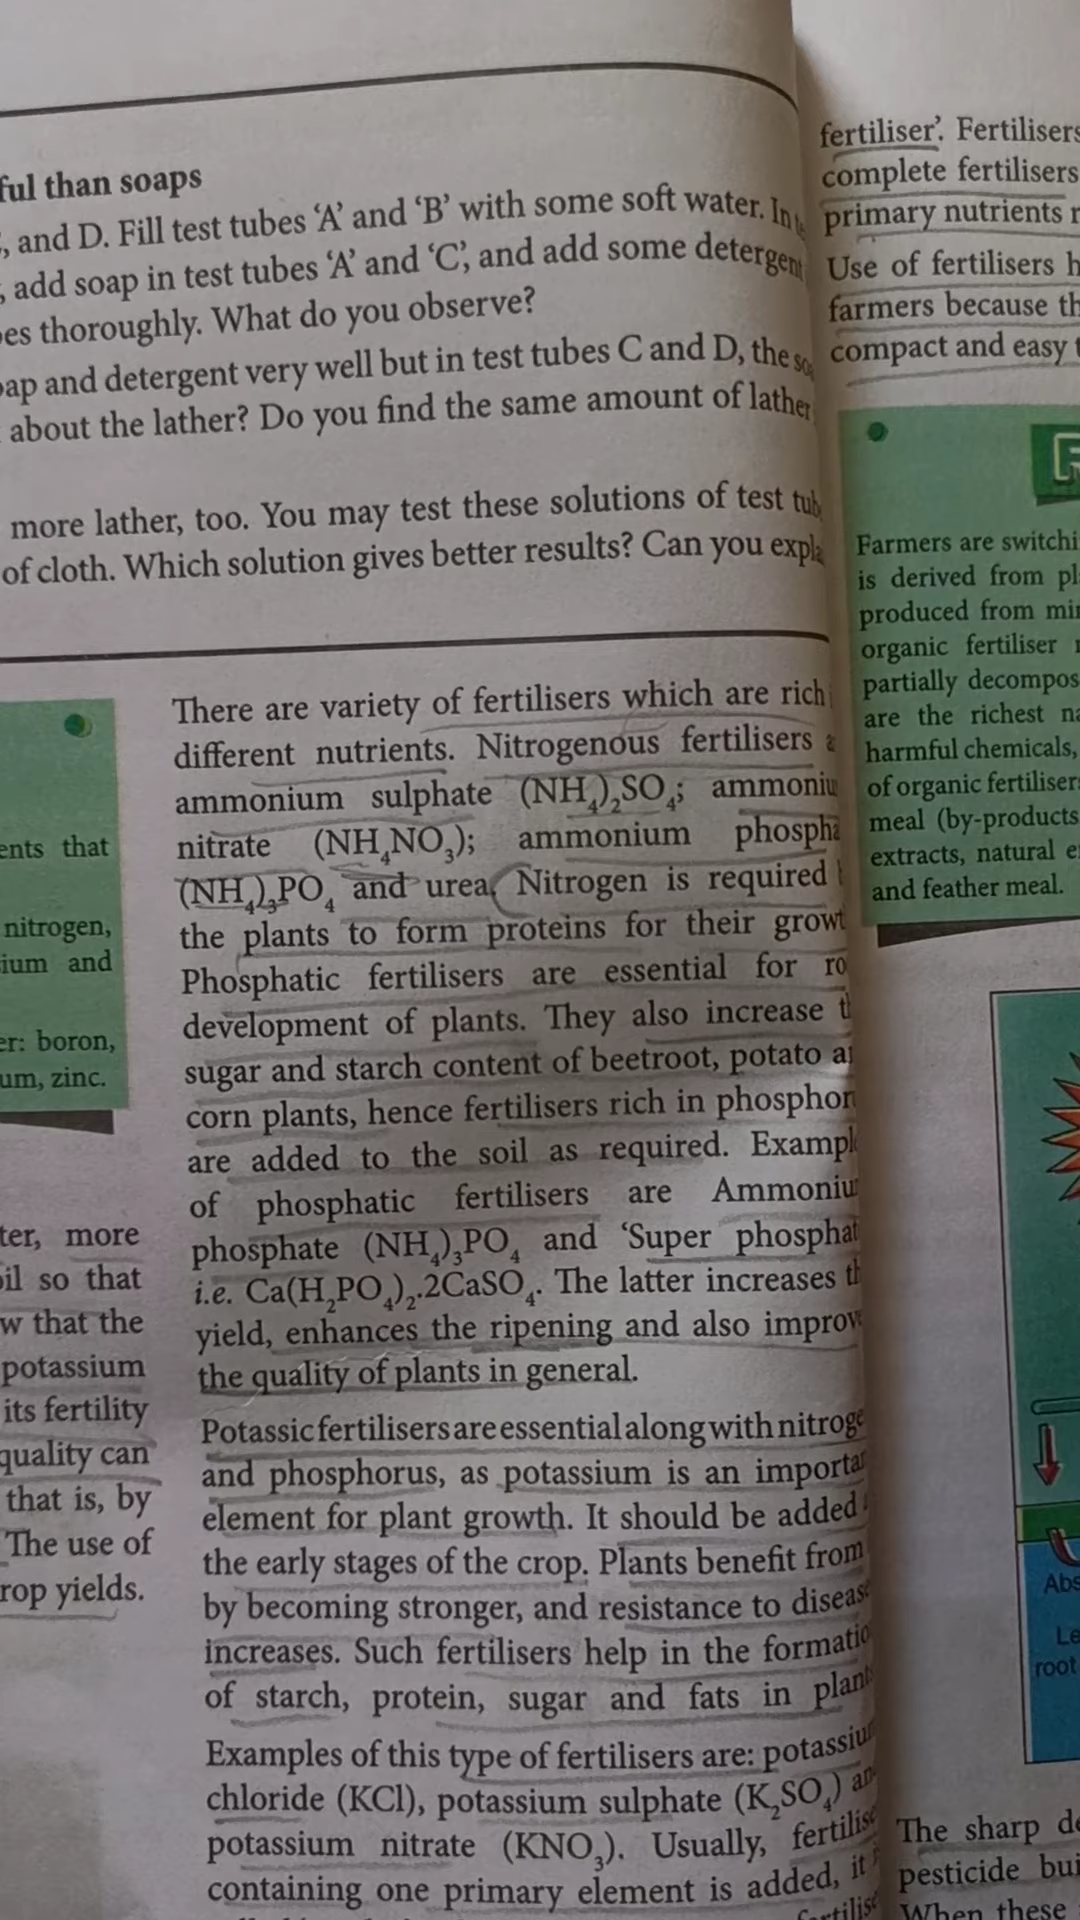 ful than soaps
, and D. Fill test tubes ‘A’ and ‘B’ with some soft water. In
, add soap in test tubes ‘A’ and ‘C’, and add some detergent
es thoroughly. What do you observe?
ap and detergent very well but in test tubes C and D, the
about the lather? Do you find the same amount of lather
more lather, too. You may test these solutions of test
of cloth. Which solution gives better results? Can you
ents that
nitrogen,
ium and
er: boron,
um, zinc.
ter, more
il so that
w that the
potassium
its fertility
quality can
that is, by
The use of
rop yields.
There are variety of fertilisers which are rich
different nutrients. Nitrogenous fertilisers
ammonium sulphate (NH₄)₂SO₄; ammoniu
nitrate (NH₄NO₃); ammonium phospha
(NH₄)₃PO₄ and urea. Nitrogen is required
the plants to form proteins for their growt
Phosphatic fertilisers are essential for ro
development of plants. They also increase t
sugar and starch content of beetroot, potato a
corn plants, hence fertilisers rich in phosphor
are added to the soil as required. Exampl
of phosphatic fertilisers are Ammoniu
phosphate (NH₄)₃PO₄ and ‘Super phosphat
i.e. Ca(H₂PO₄)₂.2CaSO₄. The latter increases th
yield, enhances the ripening and also improv
the quality of plants in general.
Potassic fertilisers are essential along with nitroge
and phosphorus, as potassium is an importan
element for plant growth. It should be added
the early stages of the crop. Plants benefit from
by becoming stronger, and resistance to disease
increases. Such fertilisers help in the formatio
of starch, protein, sugar and fats in plant
Examples of this type of fertilisers are: potassium
chloride (KCl), potassium sulphate (K₂SO₄) an
potassium nitrate (KNO₃). Usually, fertilise
containing one primary element is added, it
fertilise
fertiliser’. Fertilisers
complete fertilisers
primary nutrients
Use of fertilisers h
farmers because th
compact and easy t
F
Farmers are switchi
is derived from pl
produced from min
organic fertiliser
partially decompos
are the richest na
harmful chemicals,
of organic fertiliser
meal (by-products
extracts, natural e
and feather meal.
Abs
Le
root
The sharp de
pesticide bui
When these